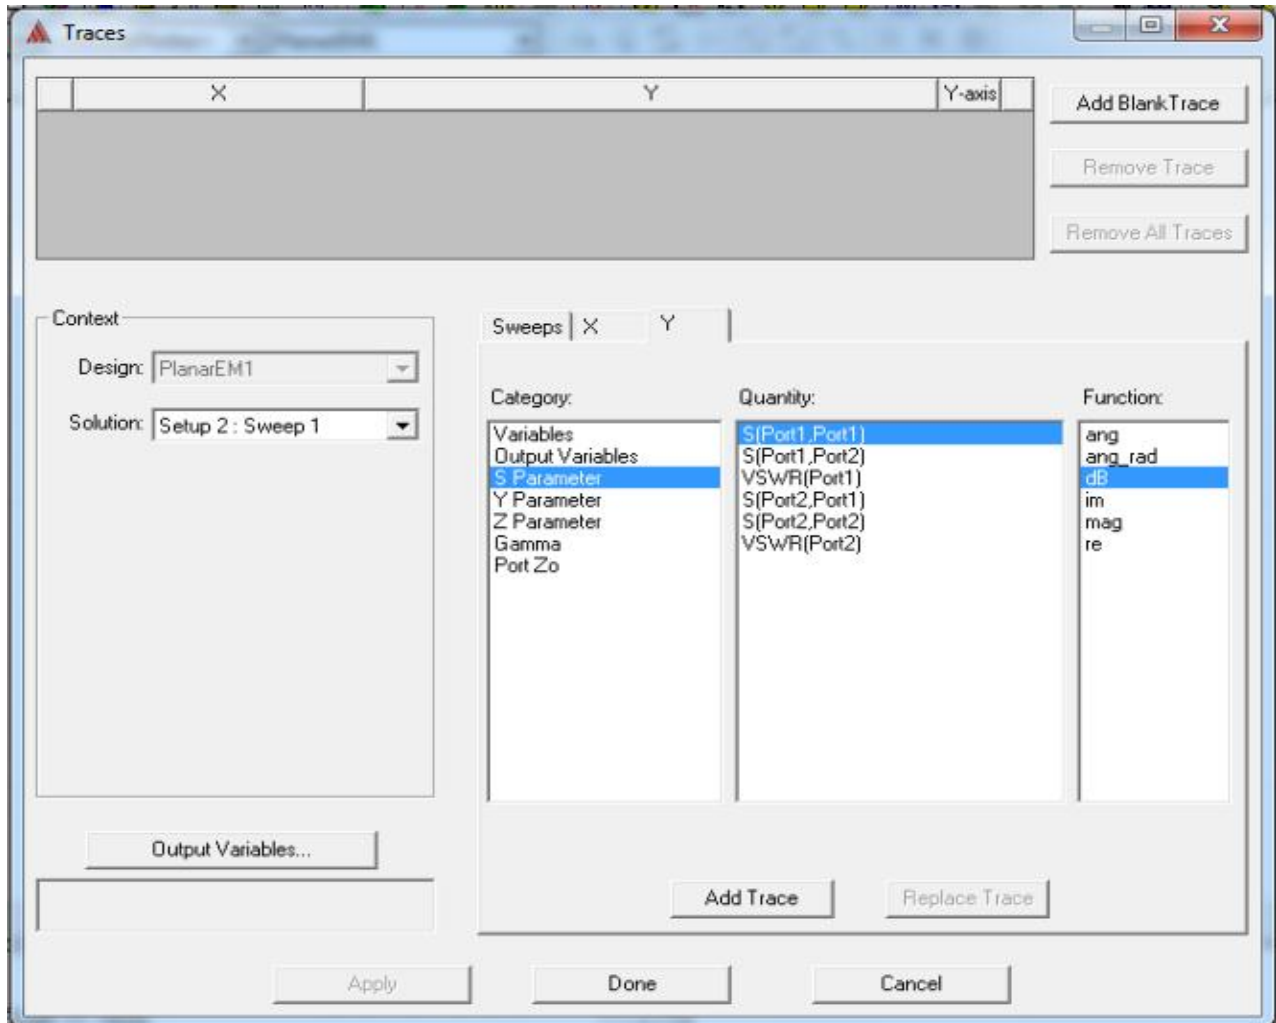 Traces
X Y Y-axis
Add Blank Trace
Remove Trace
Remove All Traces
Context
Design: PlanarEM1
Solution: Setup 2 : Sweep 1
Output Variables...
Sweeps X Y
Category:
Variables
Output Variables
S Parameter
Y Parameter
Z Parameter
Gamma
Port Zo
Quantity:
S(Port1,Port1)
S(Port1,Port2)
VSWR(Port1)
S(Port2,Port1)
S(Port2,Port2)
VSWR(Port2)
Function:
ang
ang_rad
dB
im
mag
re
Add Trace
Replace Trace
Apply
Done
Cancel